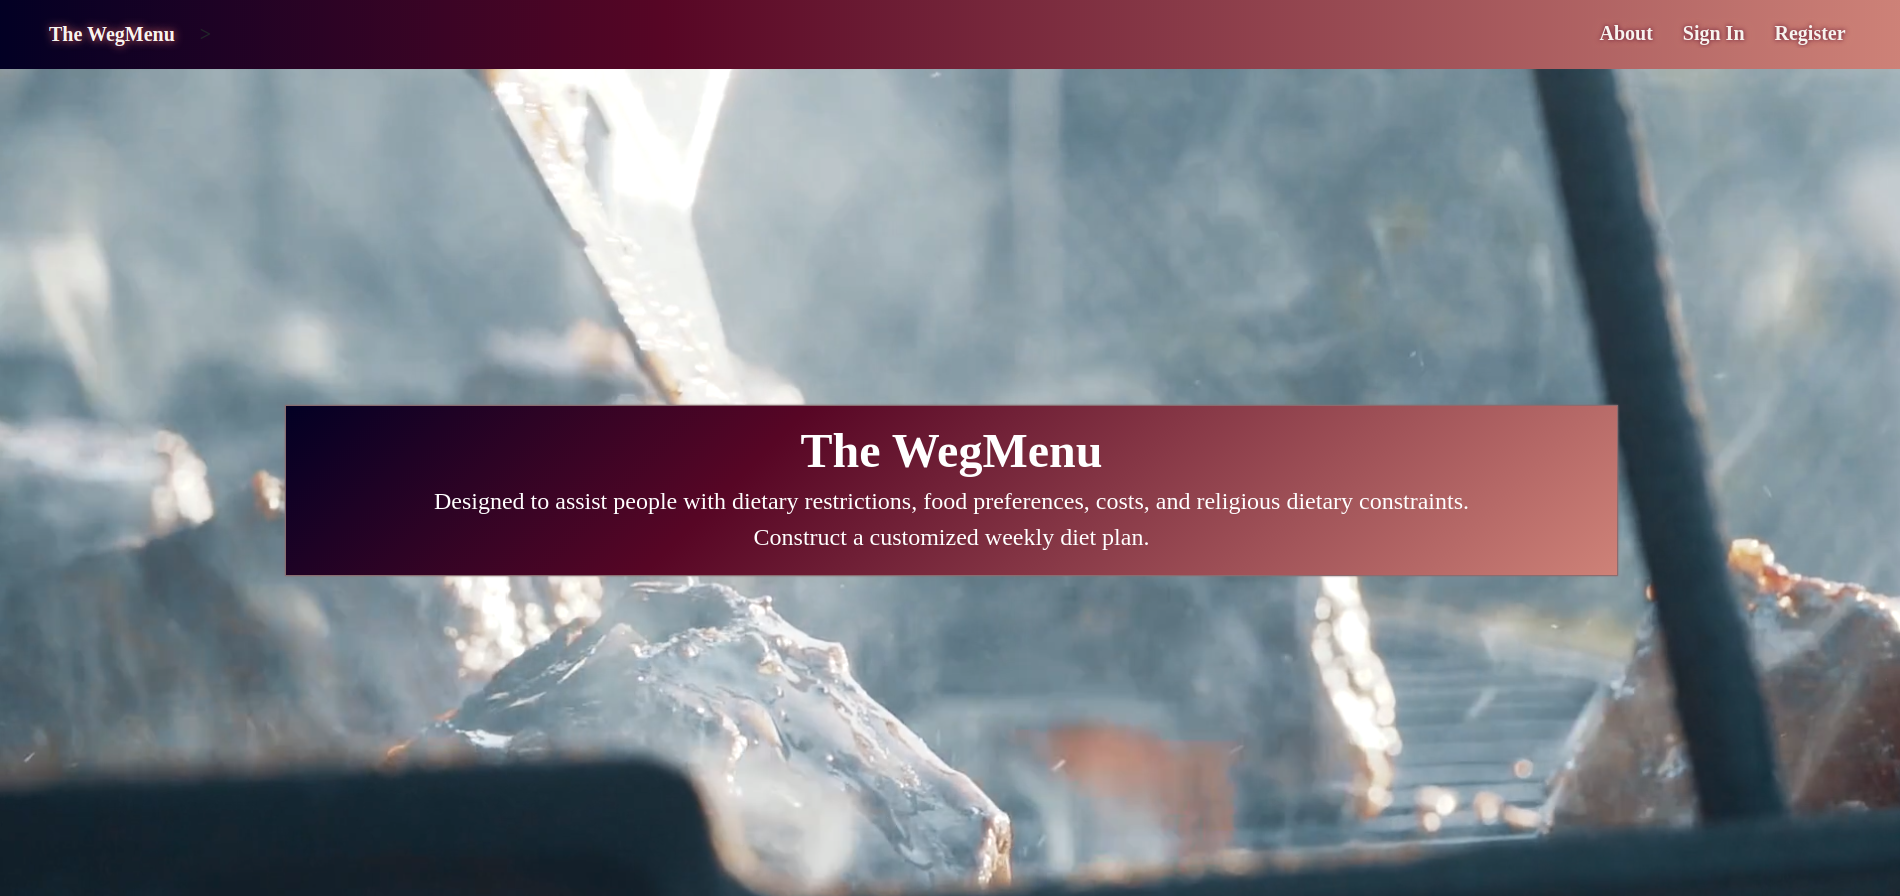 The WegMenu >
About Sign In Register
The WegMenu
Designed to assist people with dietary restrictions, food preferences, costs, and religious dietary constraints.
Construct a customized weekly diet plan.